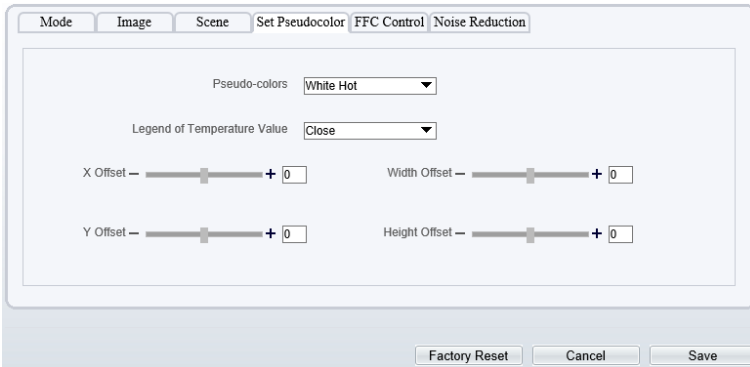 Mode Image Scene Set Pseudocolor FFC Control Noise Reduction
Pseudo-colors White Hot
Legend of Temperature Value Close
X Offset − + 0 Width Offset − + 0
Y Offset − + 0 Height Offset − + 0
Factory Reset Cancel Save